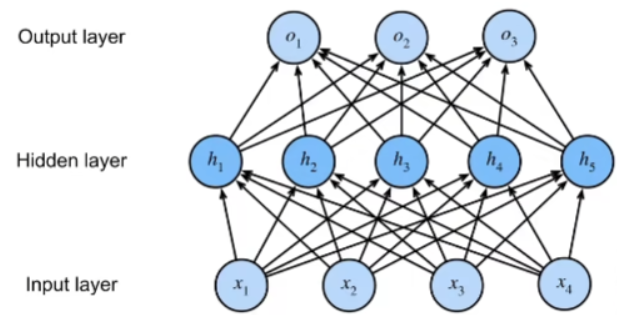 Output layer
o1 o2 o3
Hidden layer
h1 h2 h3 h4 h5
Input layer
x1 x2 x3 x4